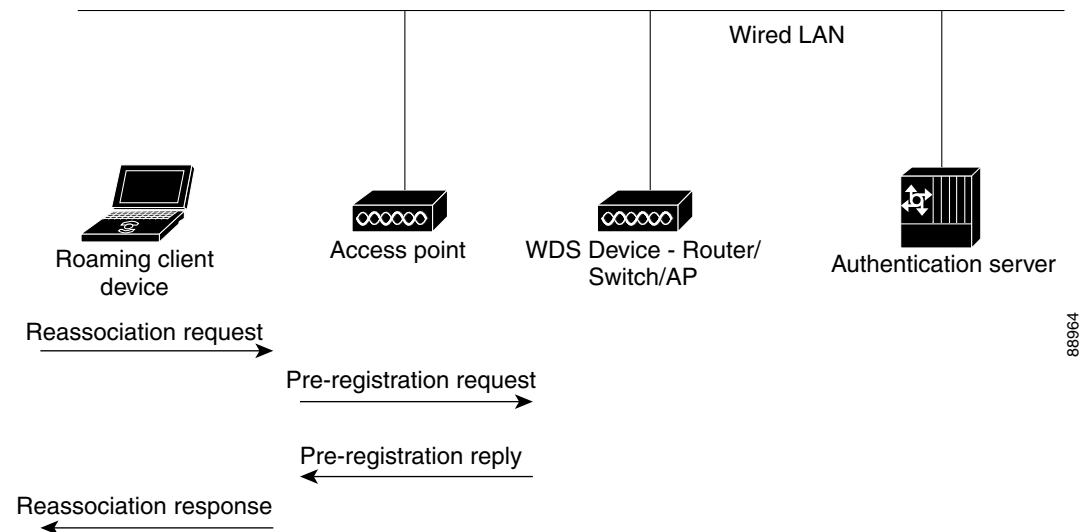 Wired LAN
Roaming client
device
Access point
WDS Device - Router/
Switch/AP
Authentication server
88964
Reassociation request
Pre-registration request
Pre-registration reply
Reassociation response